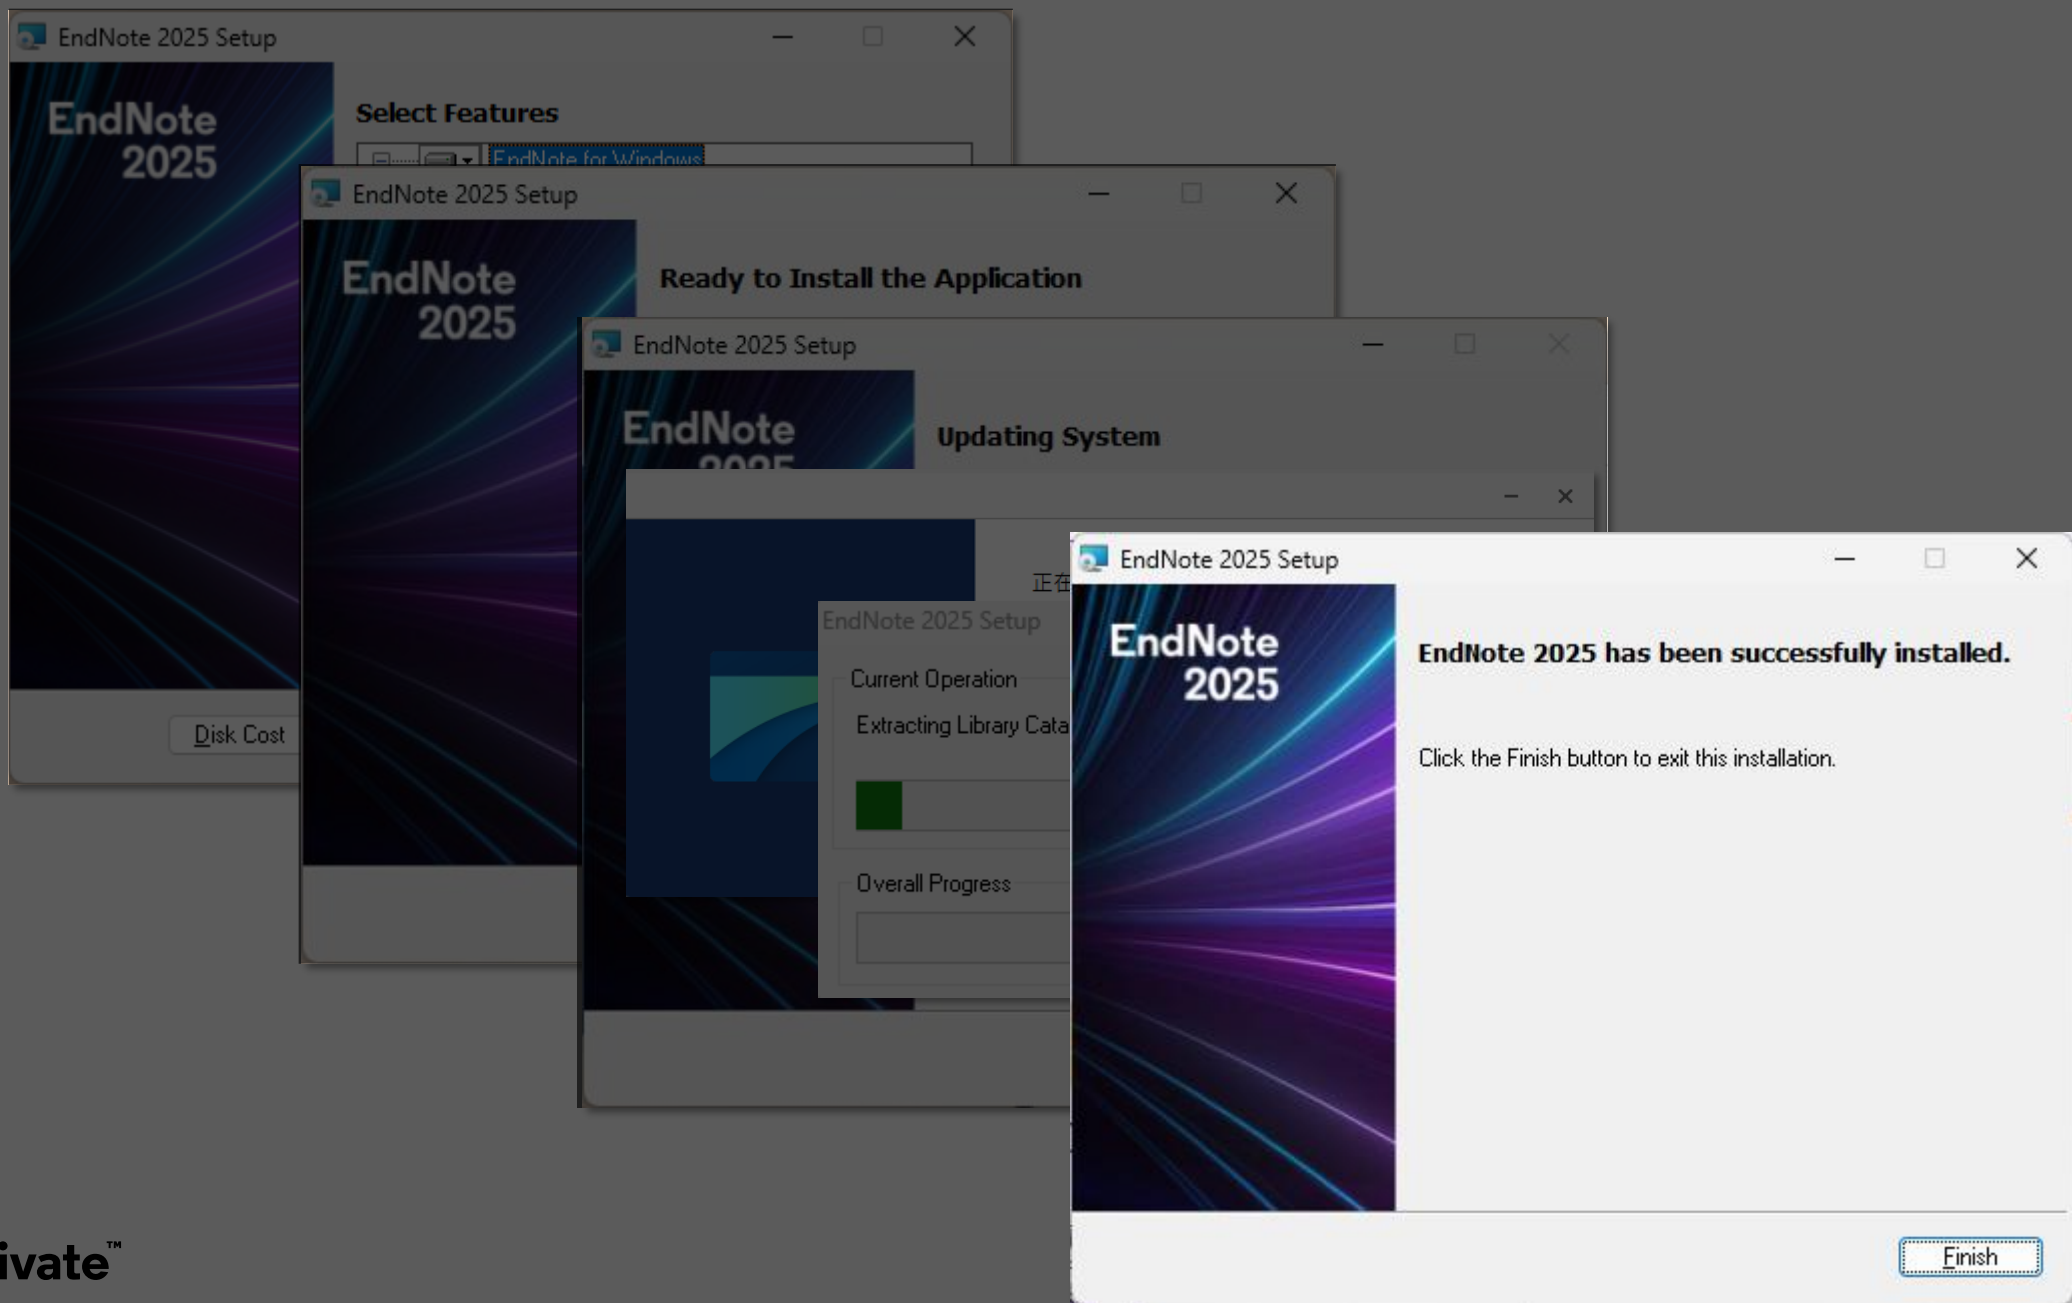 EndNote 2025 Setup
EndNote
2025
Select Features
EndNote for Windows
Disk Cost
EndNote 2025 Setup
EndNote
2025
Ready to Install the Application
EndNote 2025 Setup
EndNote
2025
Updating System
正在
EndNote 2025 Setup
Current Operation
Extracting Library Cata
Overall Progress
EndNote 2025 Setup
EndNote
2025
EndNote 2025 has been successfully installed.
Click the Finish button to exit this installation.
Finish
ivate™